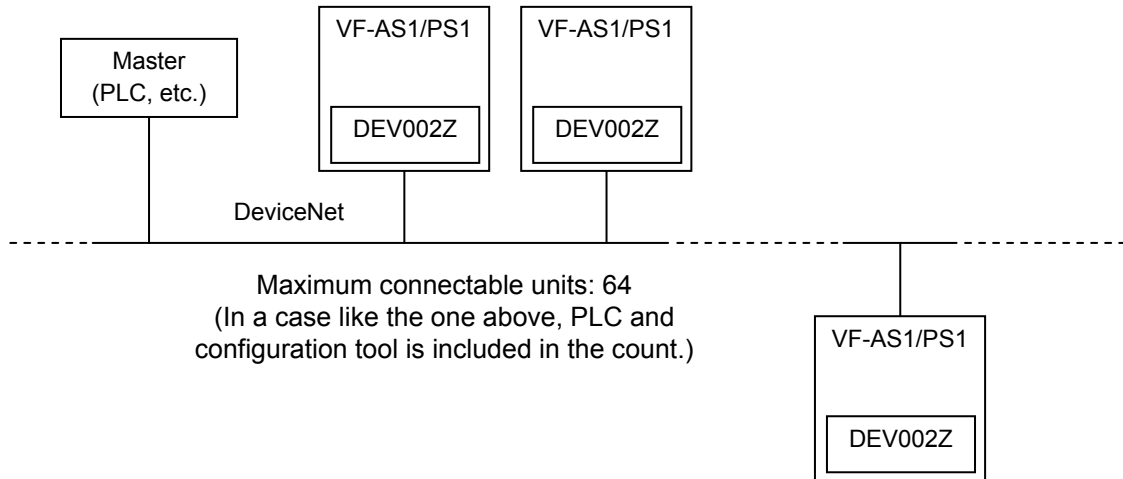 Master
(PLC, etc.)
VF-AS1/PS1
DEV002Z
VF-AS1/PS1
DEV002Z
DeviceNet
Maximum connectable units: 64
(In a case like the one above, PLC and
configuration tool is included in the count.)
VF-AS1/PS1
DEV002Z